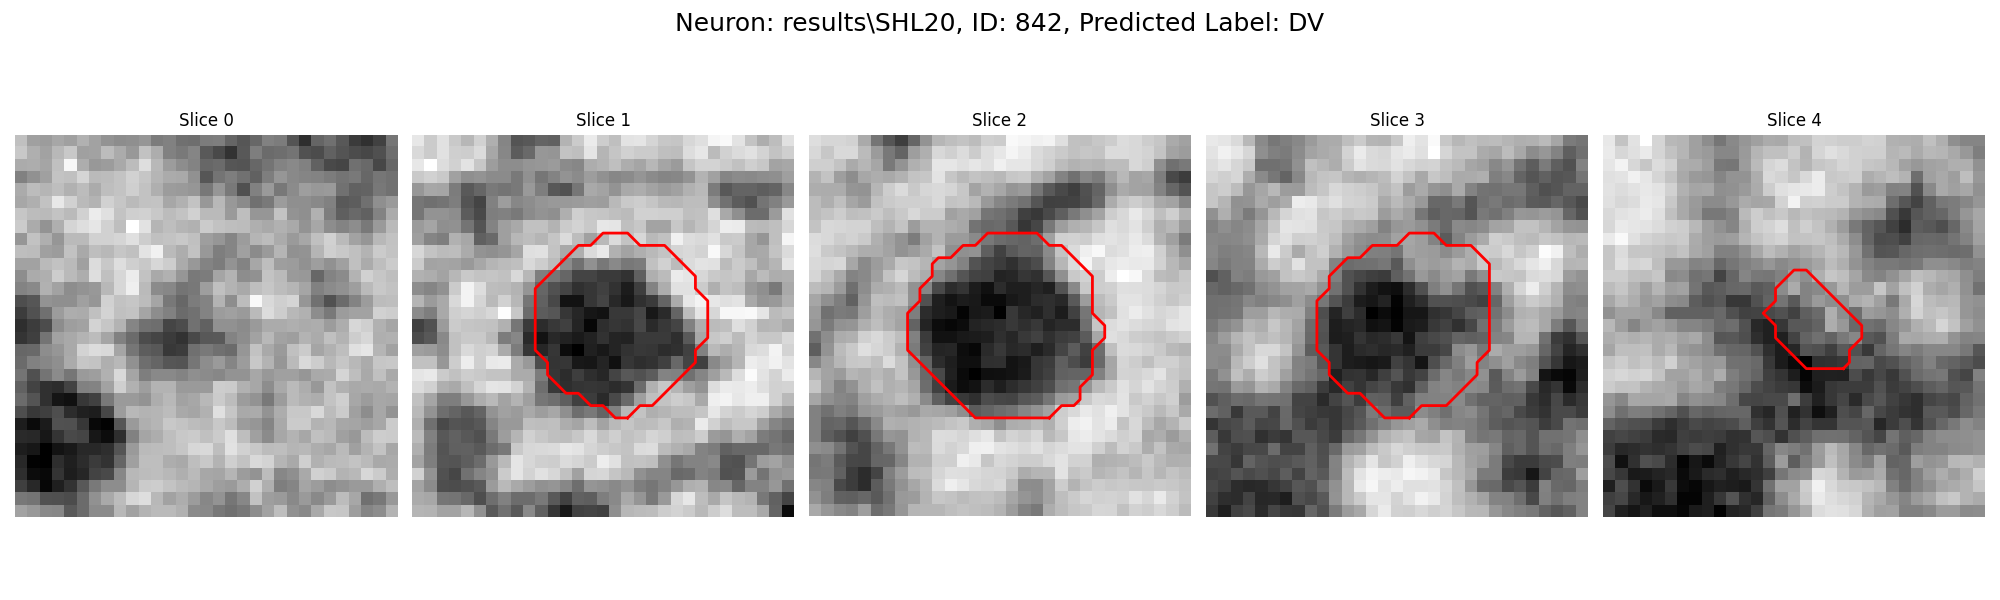 Neuron: results\SHL20, ID: 842, Predicted Label: DV
Slice 0
Slice 1
Slice 2
Slice 3
Slice 4